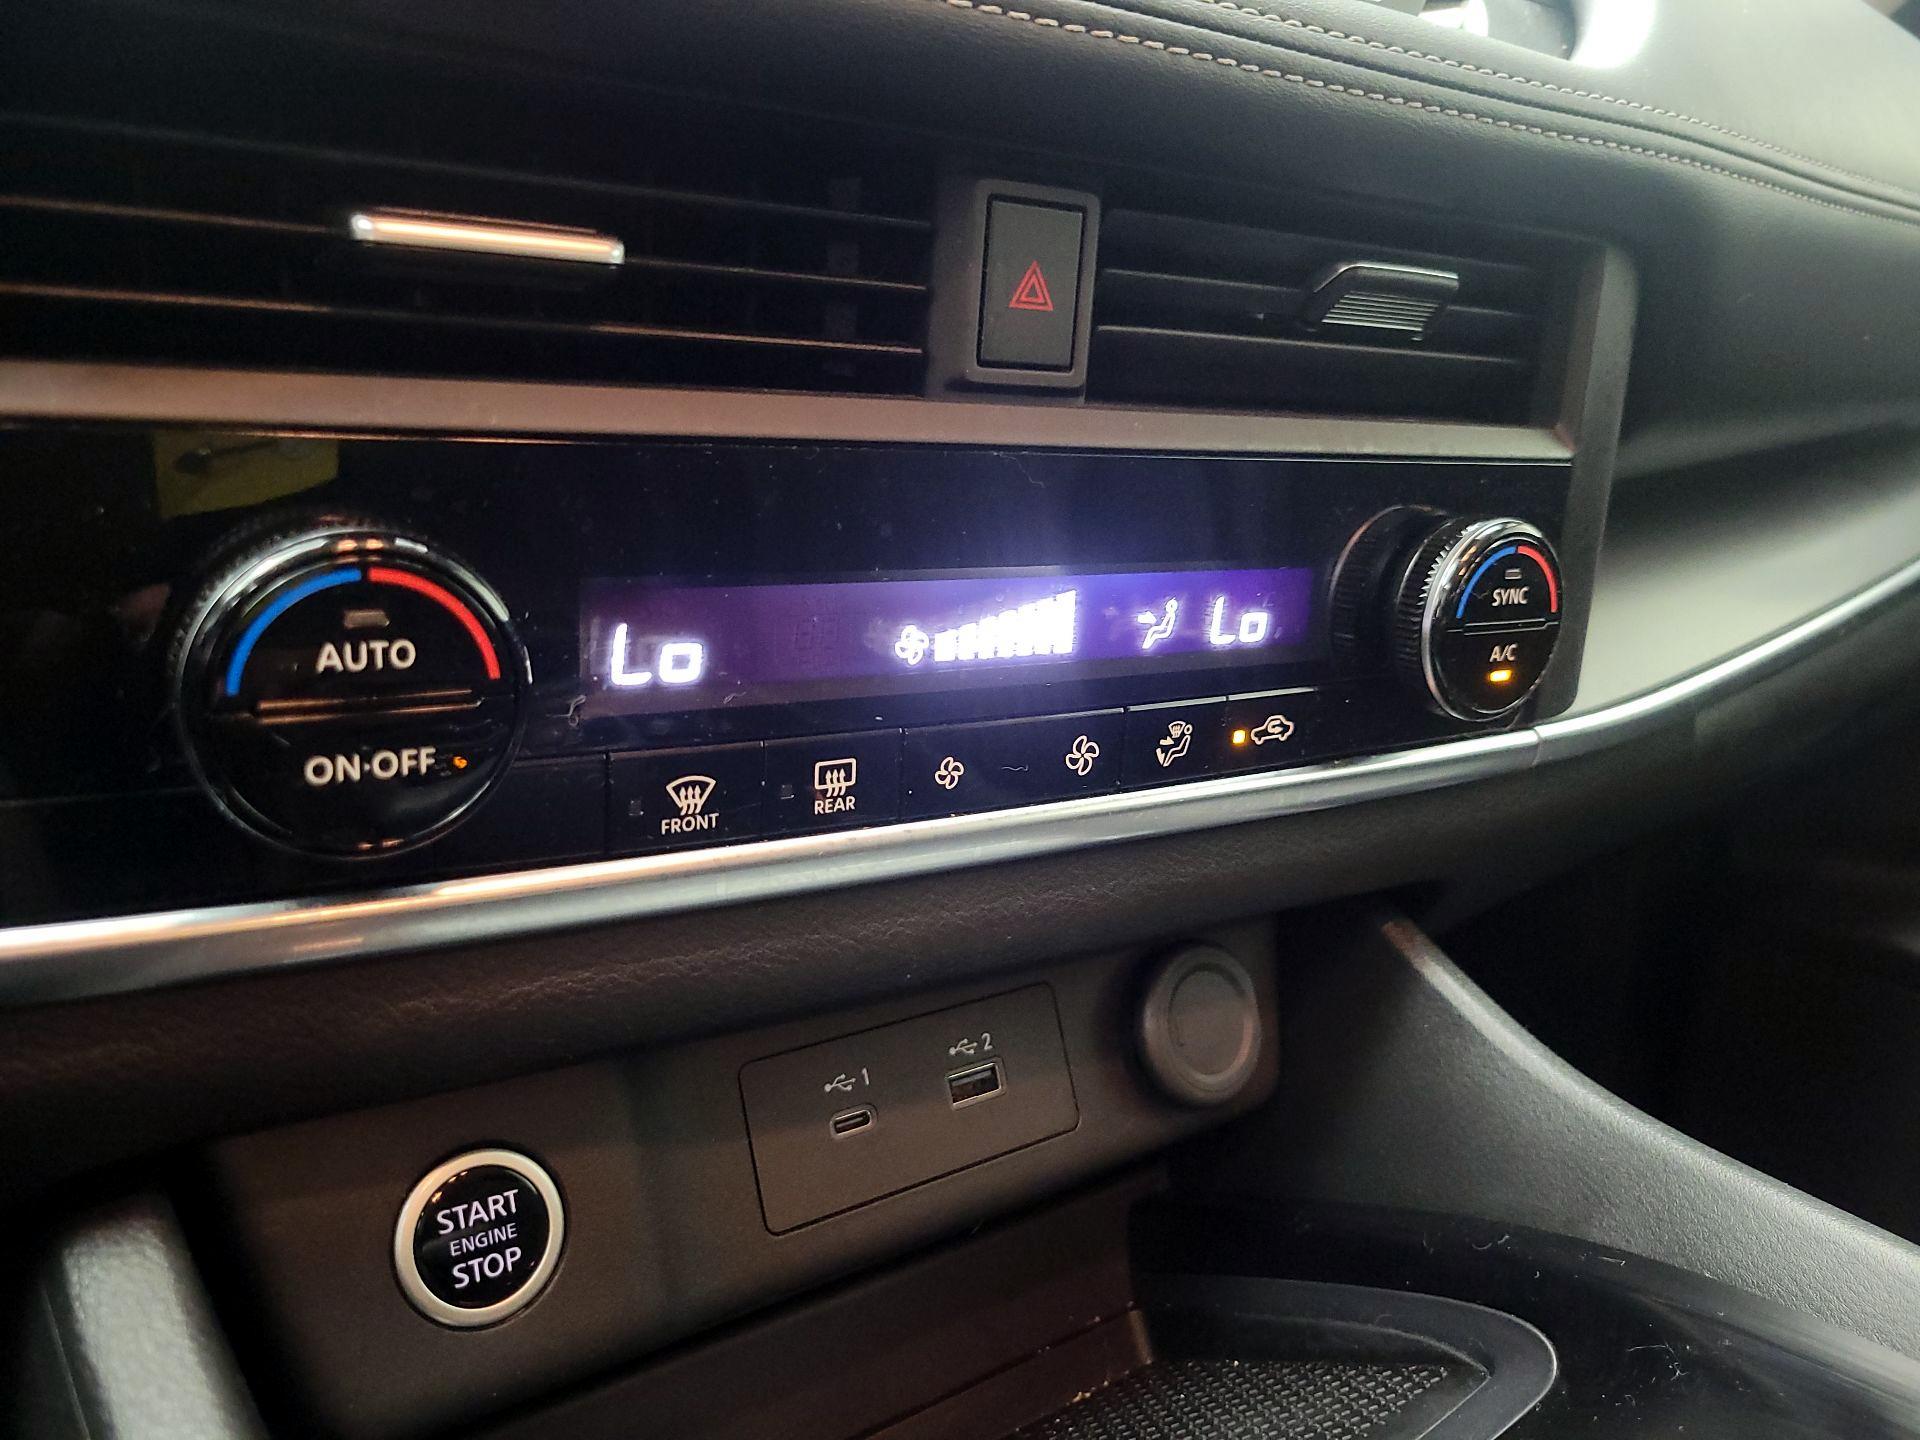 AUTO
ON·OFF
Lo
Lo
SYNC
A/C
FRONT
REAR
1
2
START
ENGINE
STOP